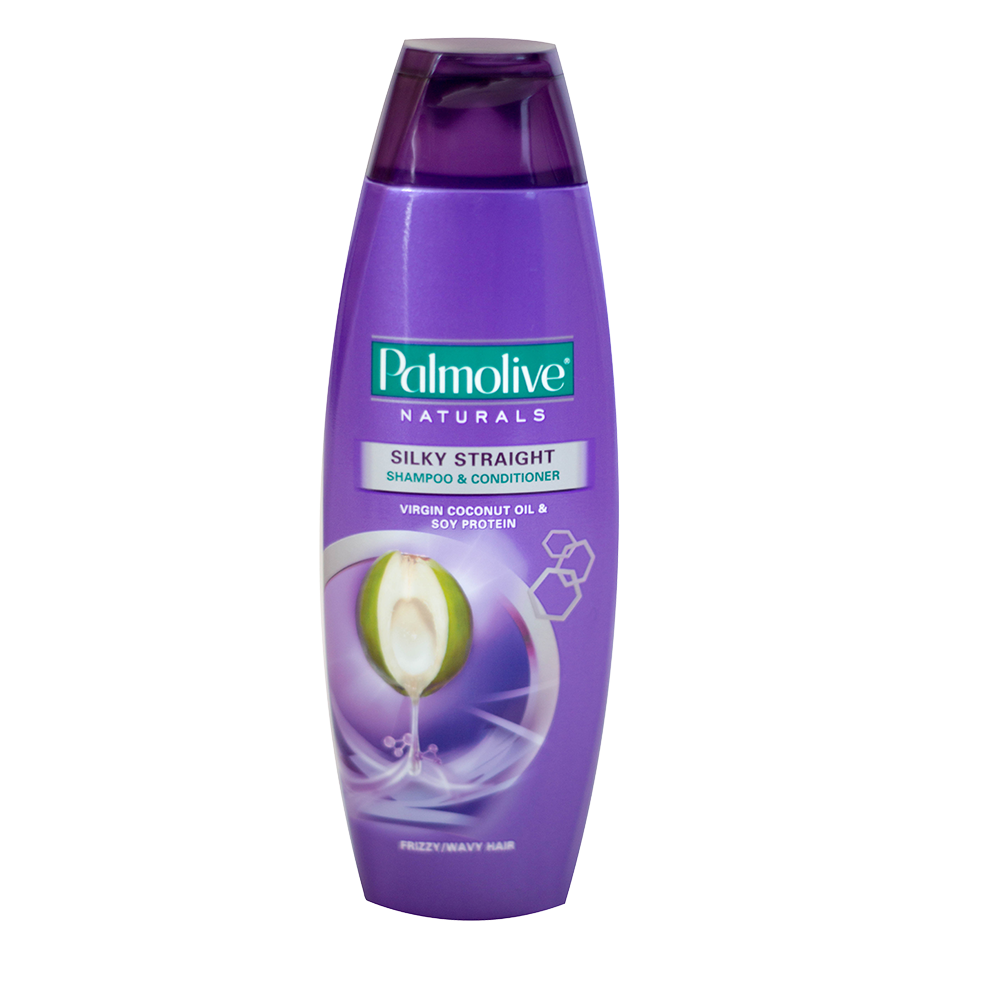 Palmolive®
NATURALS
SILKY STRAIGHT
SHAMPOO & CONDITIONER
VIRGIN COCONUT OIL &
SOY PROTEIN
FRIZZY/WAVY HAIR